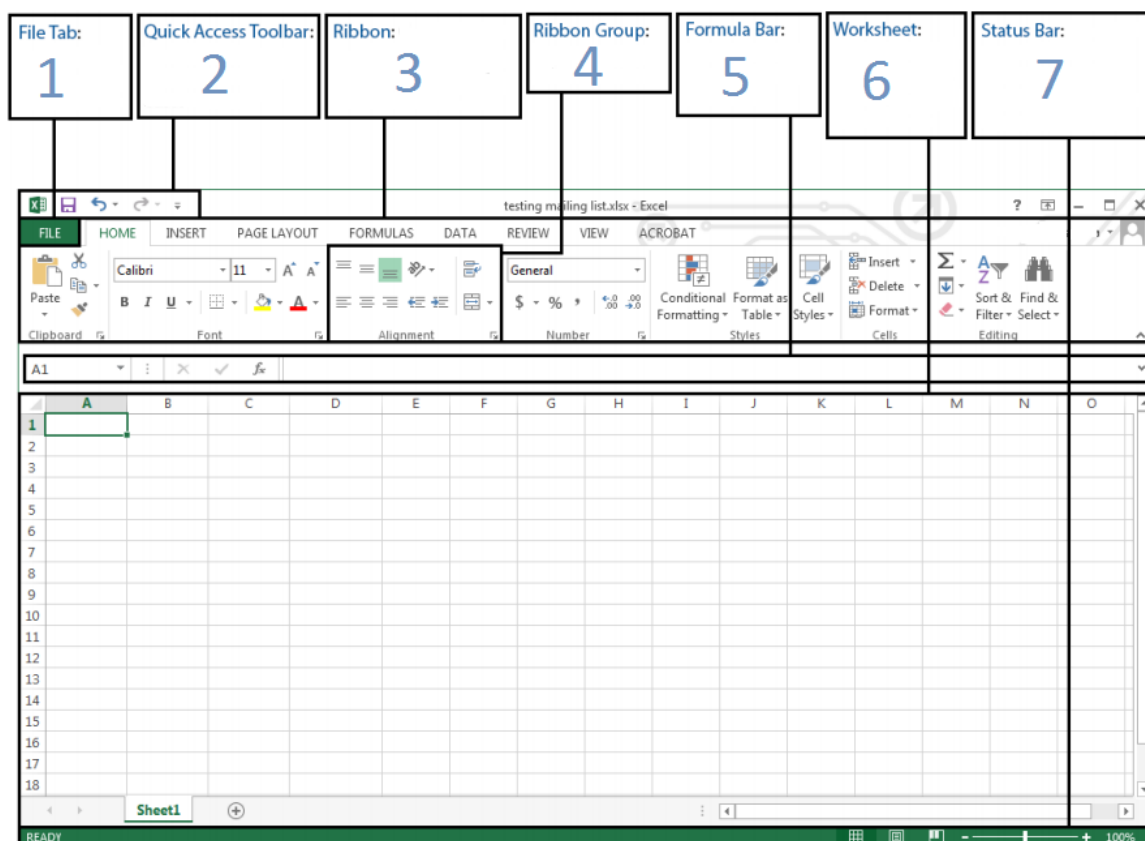 File Tab: Quick Access Toolbar: Ribbon: Ribbon Group: Formula Bar: Worksheet: Status Bar:
1 2 3 4 5 6 7
testing mailing list.xlsx - Excel ?
FILE HOME INSERT PAGE LAYOUT FORMULAS DATA REVIEW VIEW ACROBAT
Calibri 11 A A General Σ A Z
Insert
Delete
Format
Paste B I U A $ % , .0 .00 .00 .0 Conditional Formatting Format as Table Cell Styles Sort & Filter Find & Select
Clipboard Font Alignment Number Styles Cells Editing
A1 fx
A B C D E F G H I J K L M N O
1
2
3
4
5
6
7
8
9
10
11
12
13
14
15
16
17
18
Sheet1
READY 100%